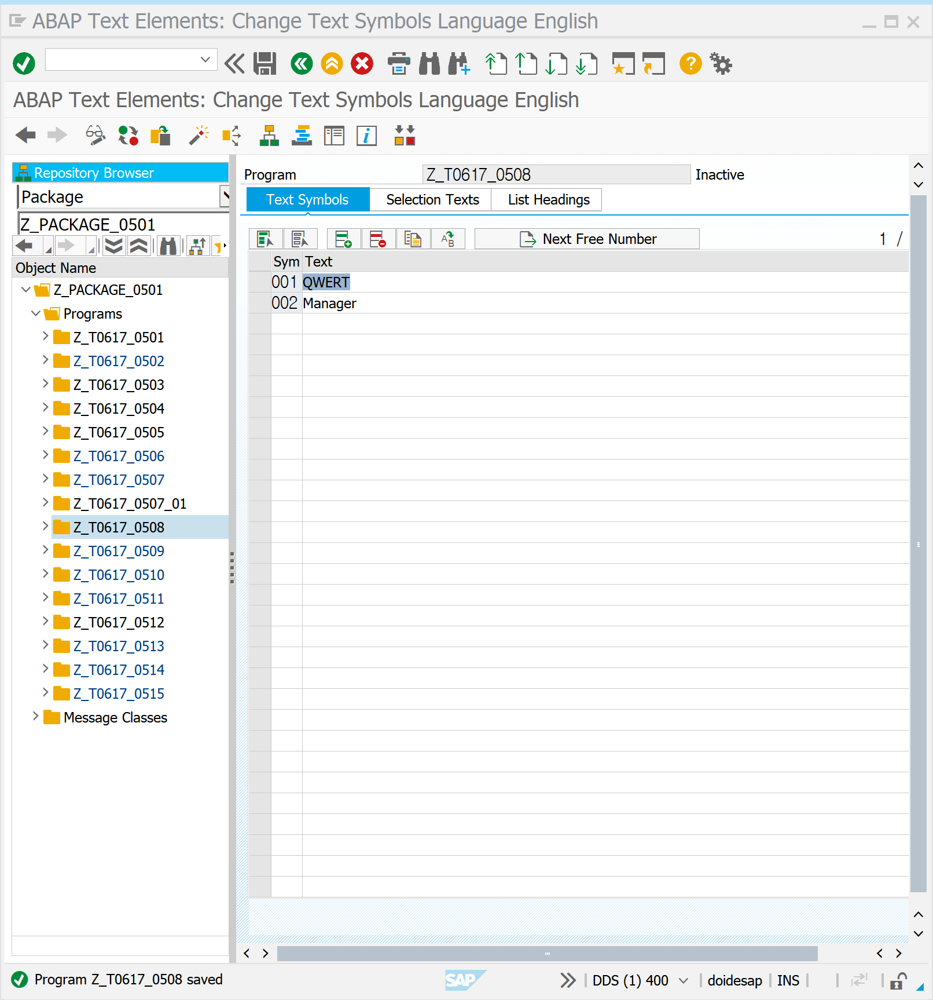 ABAP Text Elements: Change Text Symbols Language English
ABAP Text Elements: Change Text Symbols Language English
Repository Browser
Package
Z_PACKAGE_0501
Object Name
Z_PACKAGE_0501
Programs
Z_T0617_0501
Z_T0617_0502
Z_T0617_0503
Z_T0617_0504
Z_T0617_0505
Z_T0617_0506
Z_T0617_0507
Z_T0617_0507_01
Z_T0617_0508
Z_T0617_0509
Z_T0617_0510
Z_T0617_0511
Z_T0617_0512
Z_T0617_0513
Z_T0617_0514
Z_T0617_0515
Message Classes
Program Z_T0617_0508 Inactive
Text Symbols Selection Texts List Headings
Next Free Number 1 /
Sym Text
001 QWERT
002 Manager
Program Z_T0617_0508 saved SAP DDS (1) 400 doidesap INS